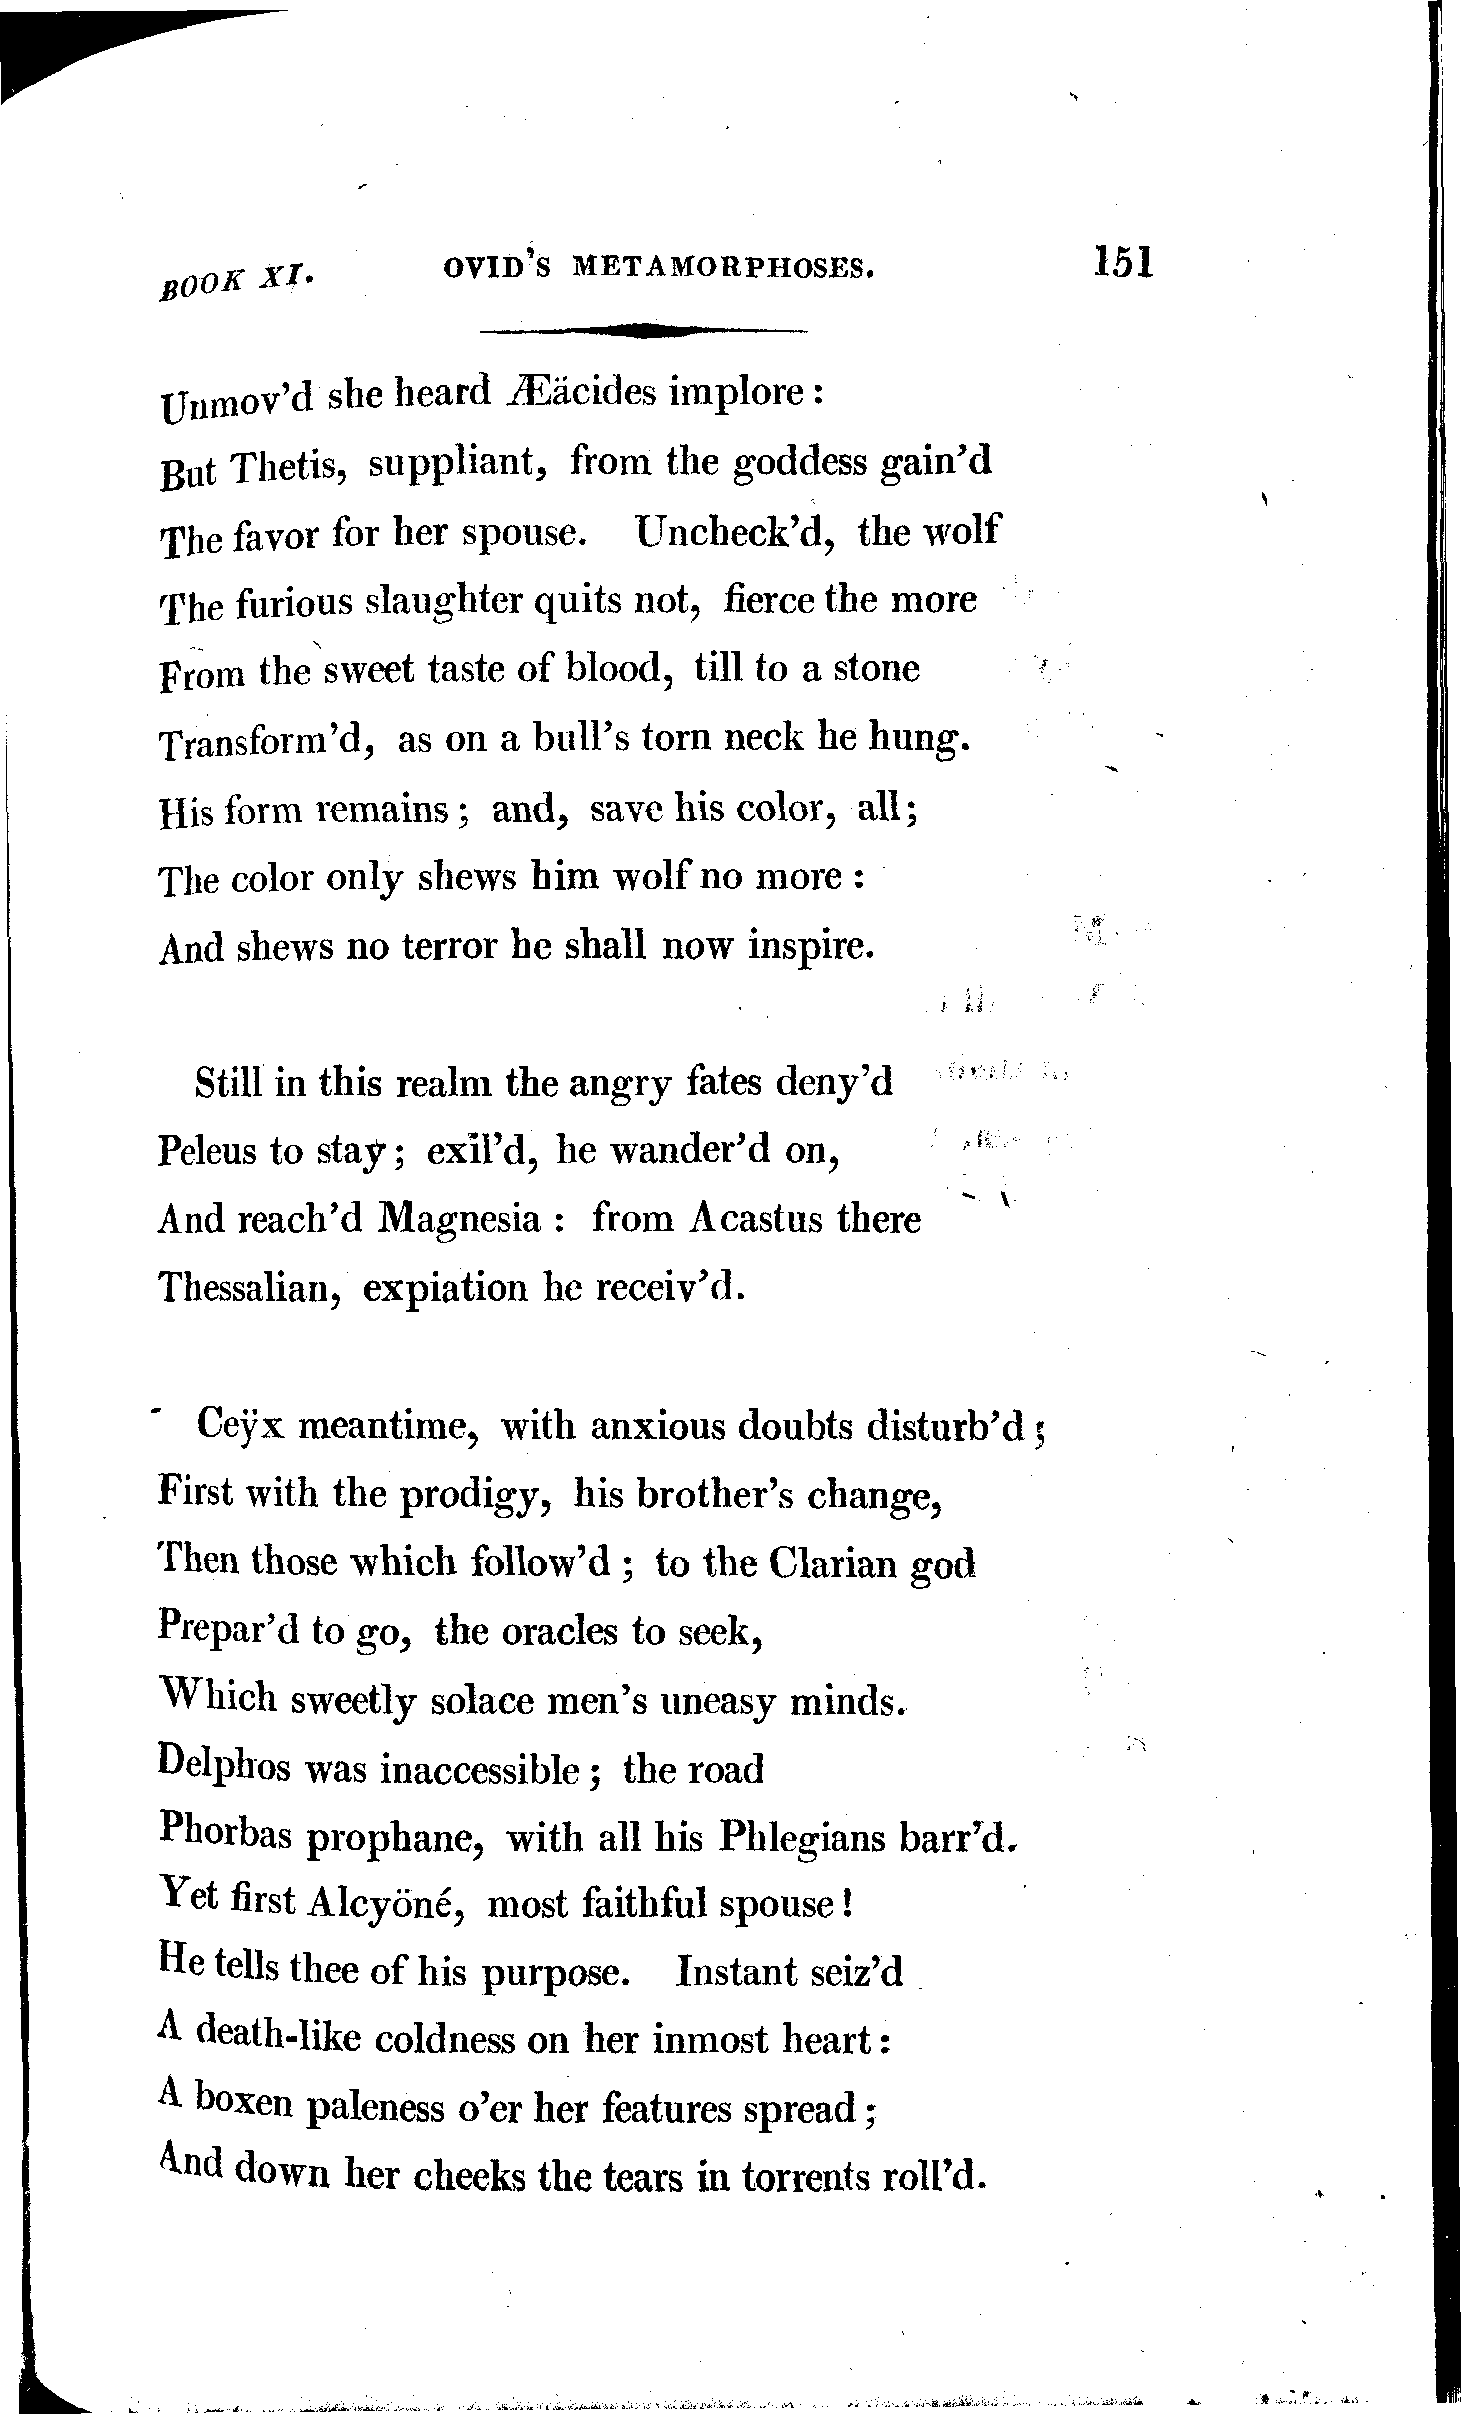 BOOK XI. OVID'S METAMORPHOSES. 151
Unmov'd she heard Æäcides implore:
But Thetis, suppliant, from the goddess gain'd
The favor for her spouse. Uncheck'd, the wolf
The furious slaughter quits not, fierce the more
From the sweet taste of blood, till to a stone
Transform'd, as on a bull's torn neck he hung.
His form remains; and, save his color, all;
The color only shews him wolf no more:
And shews no terror he shall now inspire.
Still in this realm the angry fates deny'd
Peleus to stay; exil'd, he wander'd on,
And reach'd Magnesia: from Acastus there
Thessalian, expiation he receiv'd.
Ceÿx meantime, with anxious doubts disturb'd;
First with the prodigy, his brother's change,
Then those which follow'd; to the Clarian god
Prepar'd to go, the oracles to seek,
Which sweetly solace men's uneasy minds.
Delphos was inaccessible; the road
Phorbas prophane, with all his Phlegians barr'd.
Yet first Alcyöné, most faithful spouse!
He tells thee of his purpose. Instant seiz'd
A death-like coldness on her inmost heart:
A boxen paleness o'er her features spread;
And down her cheeks the tears in torrents roll'd.